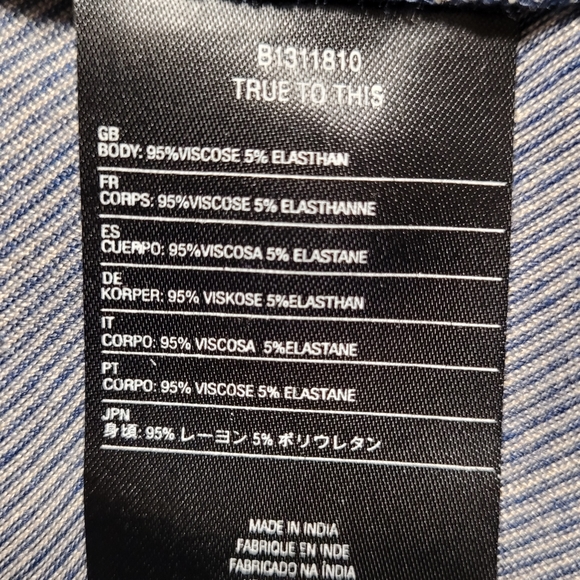 B1311810
TRUE TO THIS
GB
BODY: 95%VISCOSE 5% ELASTHAN
FR
CORPS: 95%VISCOSE 5% ELASTHANNE
ES
CUERPO: 95%VISCOSA 5% ELASTANE
DE
KÖRPER: 95% VISKOSE 5%ELASTHAN
IT
CORPO: 95% VISCOSA 5%ELASTANE
PT
CORPO: 95% VISCOSE 5% ELASTANE
JPN
身頃: 95% レーヨン 5% ポリウレタン
MADE IN INDIA
FABRIQUE EN INDE
FABRICADO NA ÍNDIA